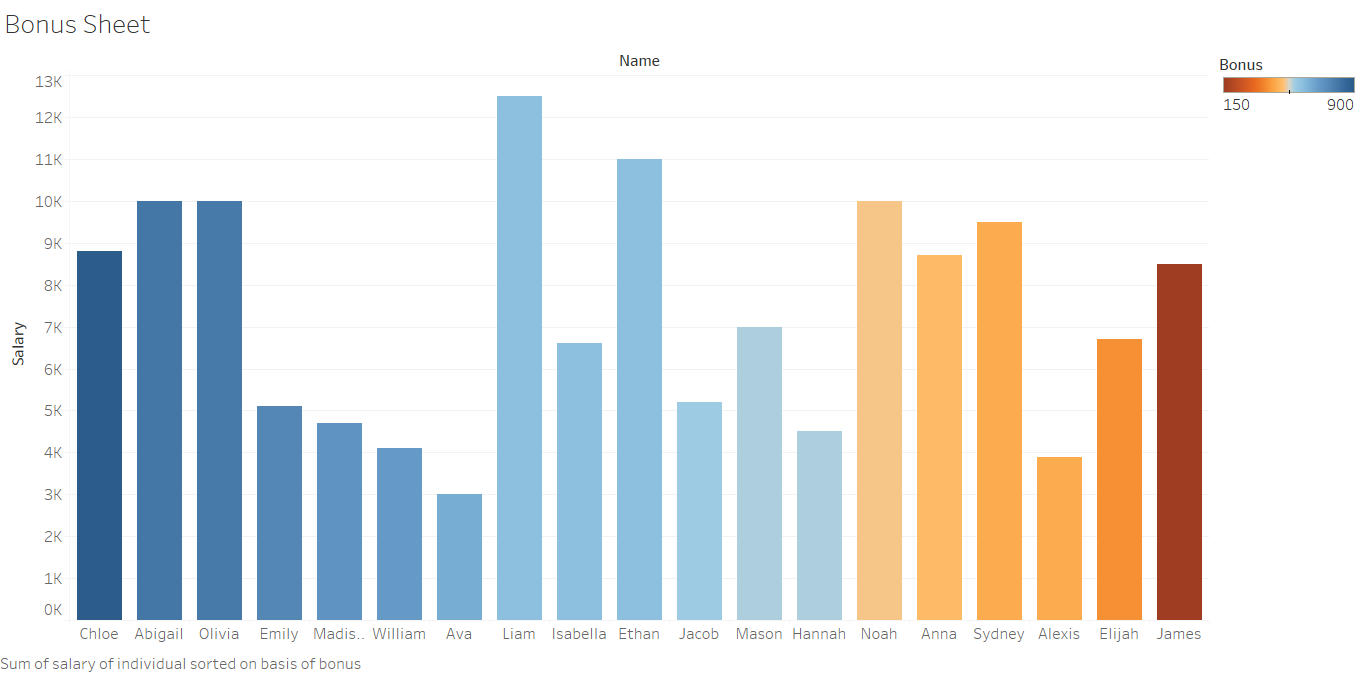 Bonus Sheet
Name
Bonus
150 900
13K
12K
11K
10K
9K
8K
7K
6K
5K
4K
3K
2K
1K
0K
Salary
Chloe Abigail Olivia Emily Madis.. William Ava Liam Isabella Ethan Jacob Mason Hannah Noah Anna Sydney Alexis Elijah James
Sum of salary of individual sorted on basis of bonus